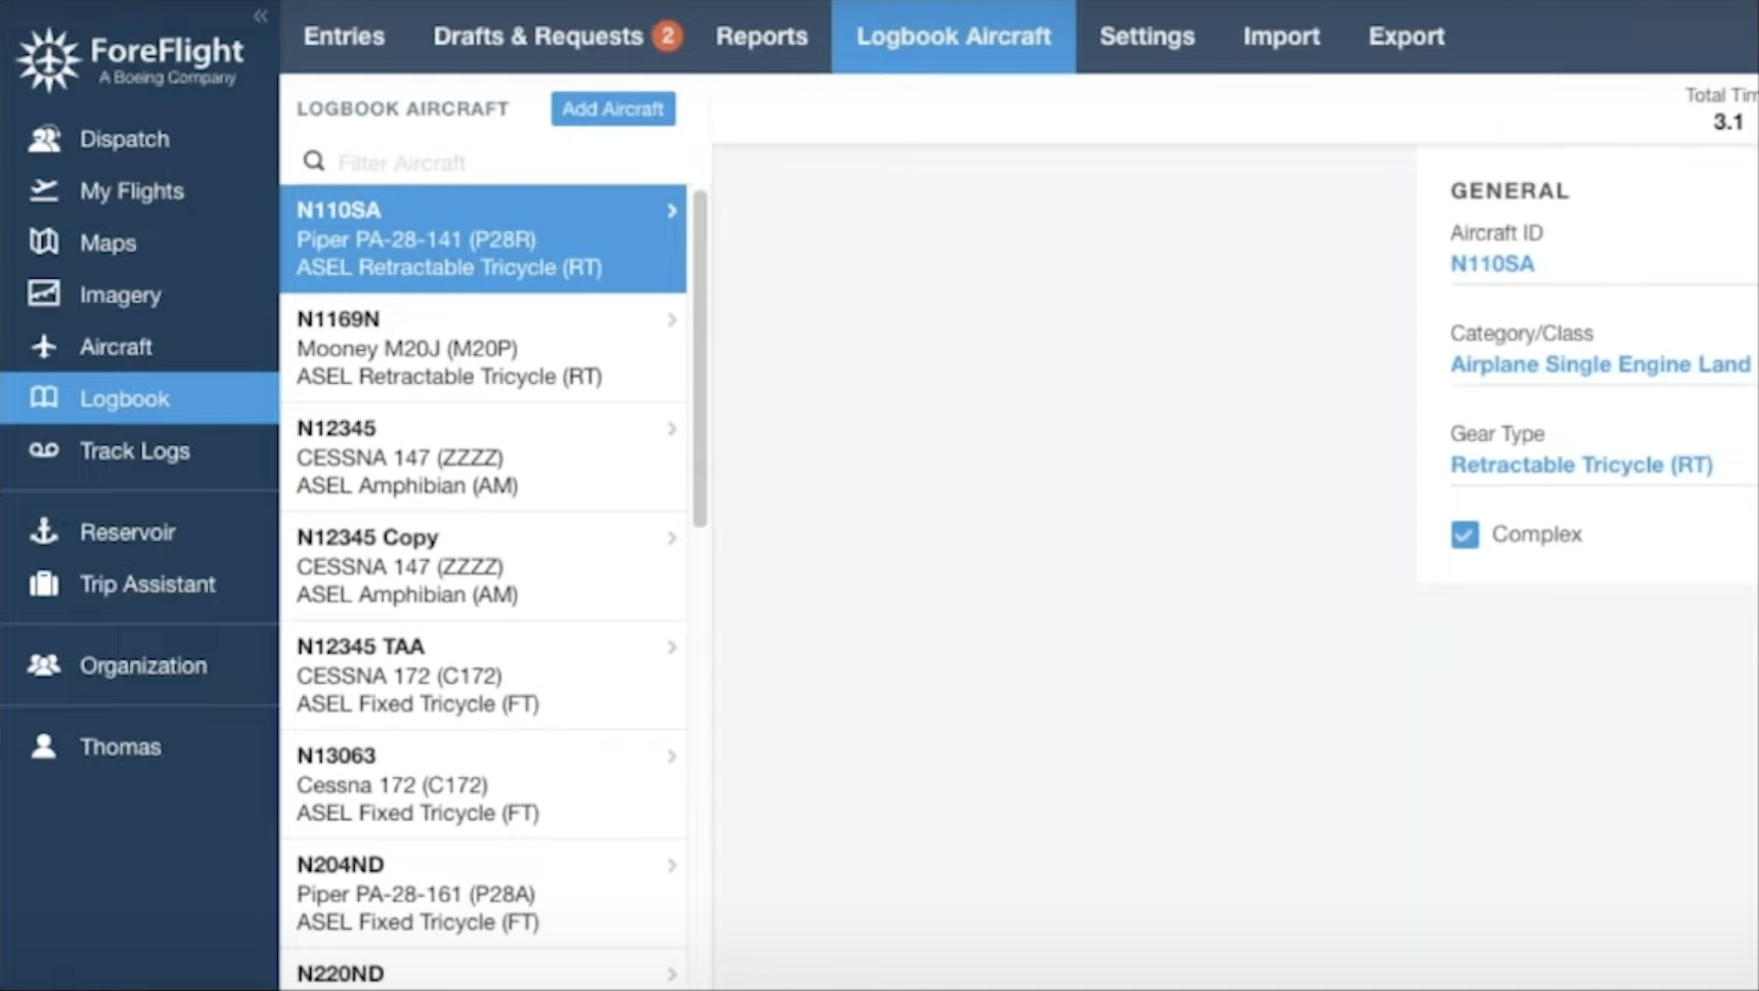 ForeFlight
A Boeing Company
Dispatch
My Flights
Maps
Imagery
Aircraft
Logbook
Track Logs
Reservoir
Trip Assistant
Organization
Thomas
Entries
Drafts & Requests 2
Reports
Logbook Aircraft
Settings
Import
Export
LOGBOOK AIRCRAFT
Add Aircraft
Filter Aircraft
N110SA
Piper PA-28-141 (P28R)
ASEL Retractable Tricycle (RT)
N1169N
Mooney M20J (M20P)
ASEL Retractable Tricycle (RT)
N12345
CESSNA 147 (ZZZZ)
ASEL Amphibian (AM)
N12345 Copy
CESSNA 147 (ZZZZ)
ASEL Amphibian (AM)
N12345 TAA
CESSNA 172 (C172)
ASEL Fixed Tricycle (FT)
N13063
Cessna 172 (C172)
ASEL Fixed Tricycle (FT)
N204ND
Piper PA-28-161 (P28A)
ASEL Fixed Tricycle (FT)
N220ND
Total Tim
3.1
GENERAL
Aircraft ID
N110SA
Category/Class
Airplane Single Engine Land
Gear Type
Retractable Tricycle (RT)
Complex